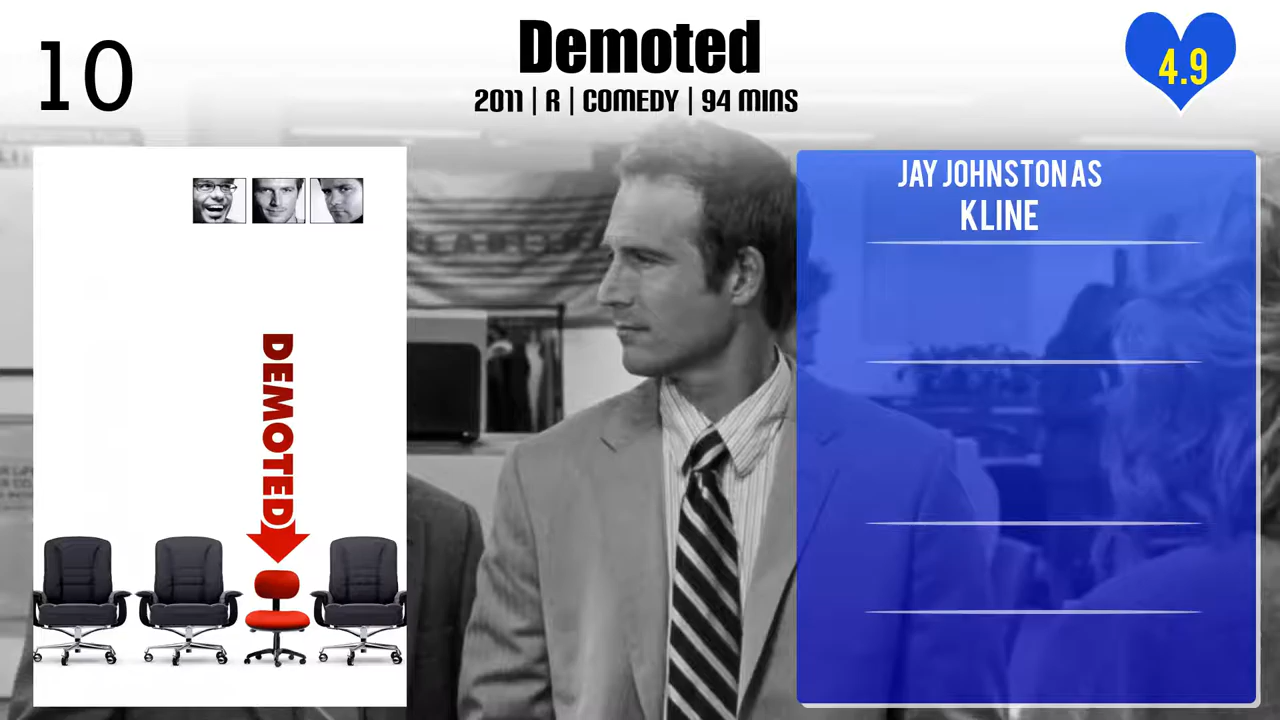 10
Demoted
2011 | R | COMEDY | 94 MINS
4.9
DEMOTED
JAY JOHNSTON AS
KLINE